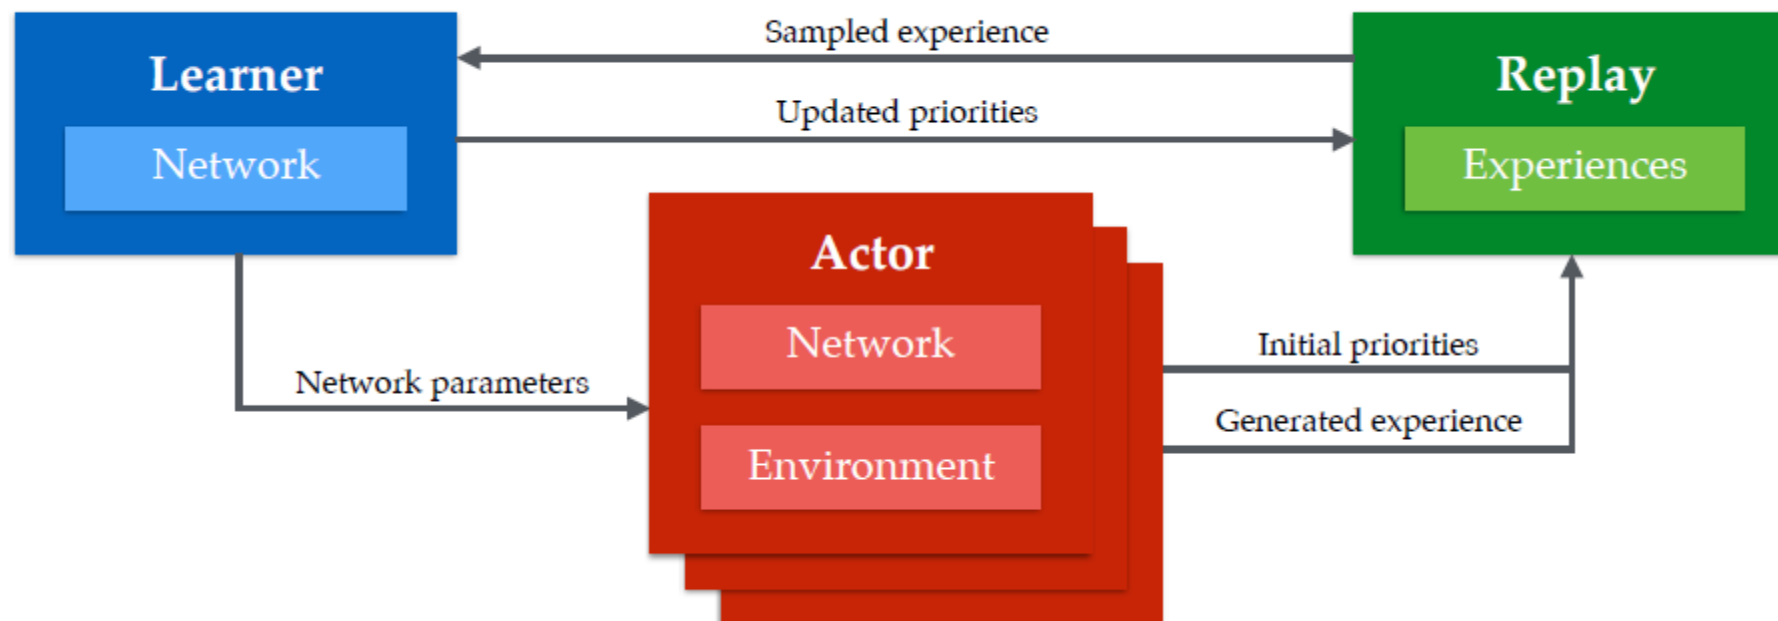 Sampled experience
Learner
Replay
Updated priorities
Network
Experiences
Actor
Network
Initial priorities
Network parameters
Generated experience
Environment